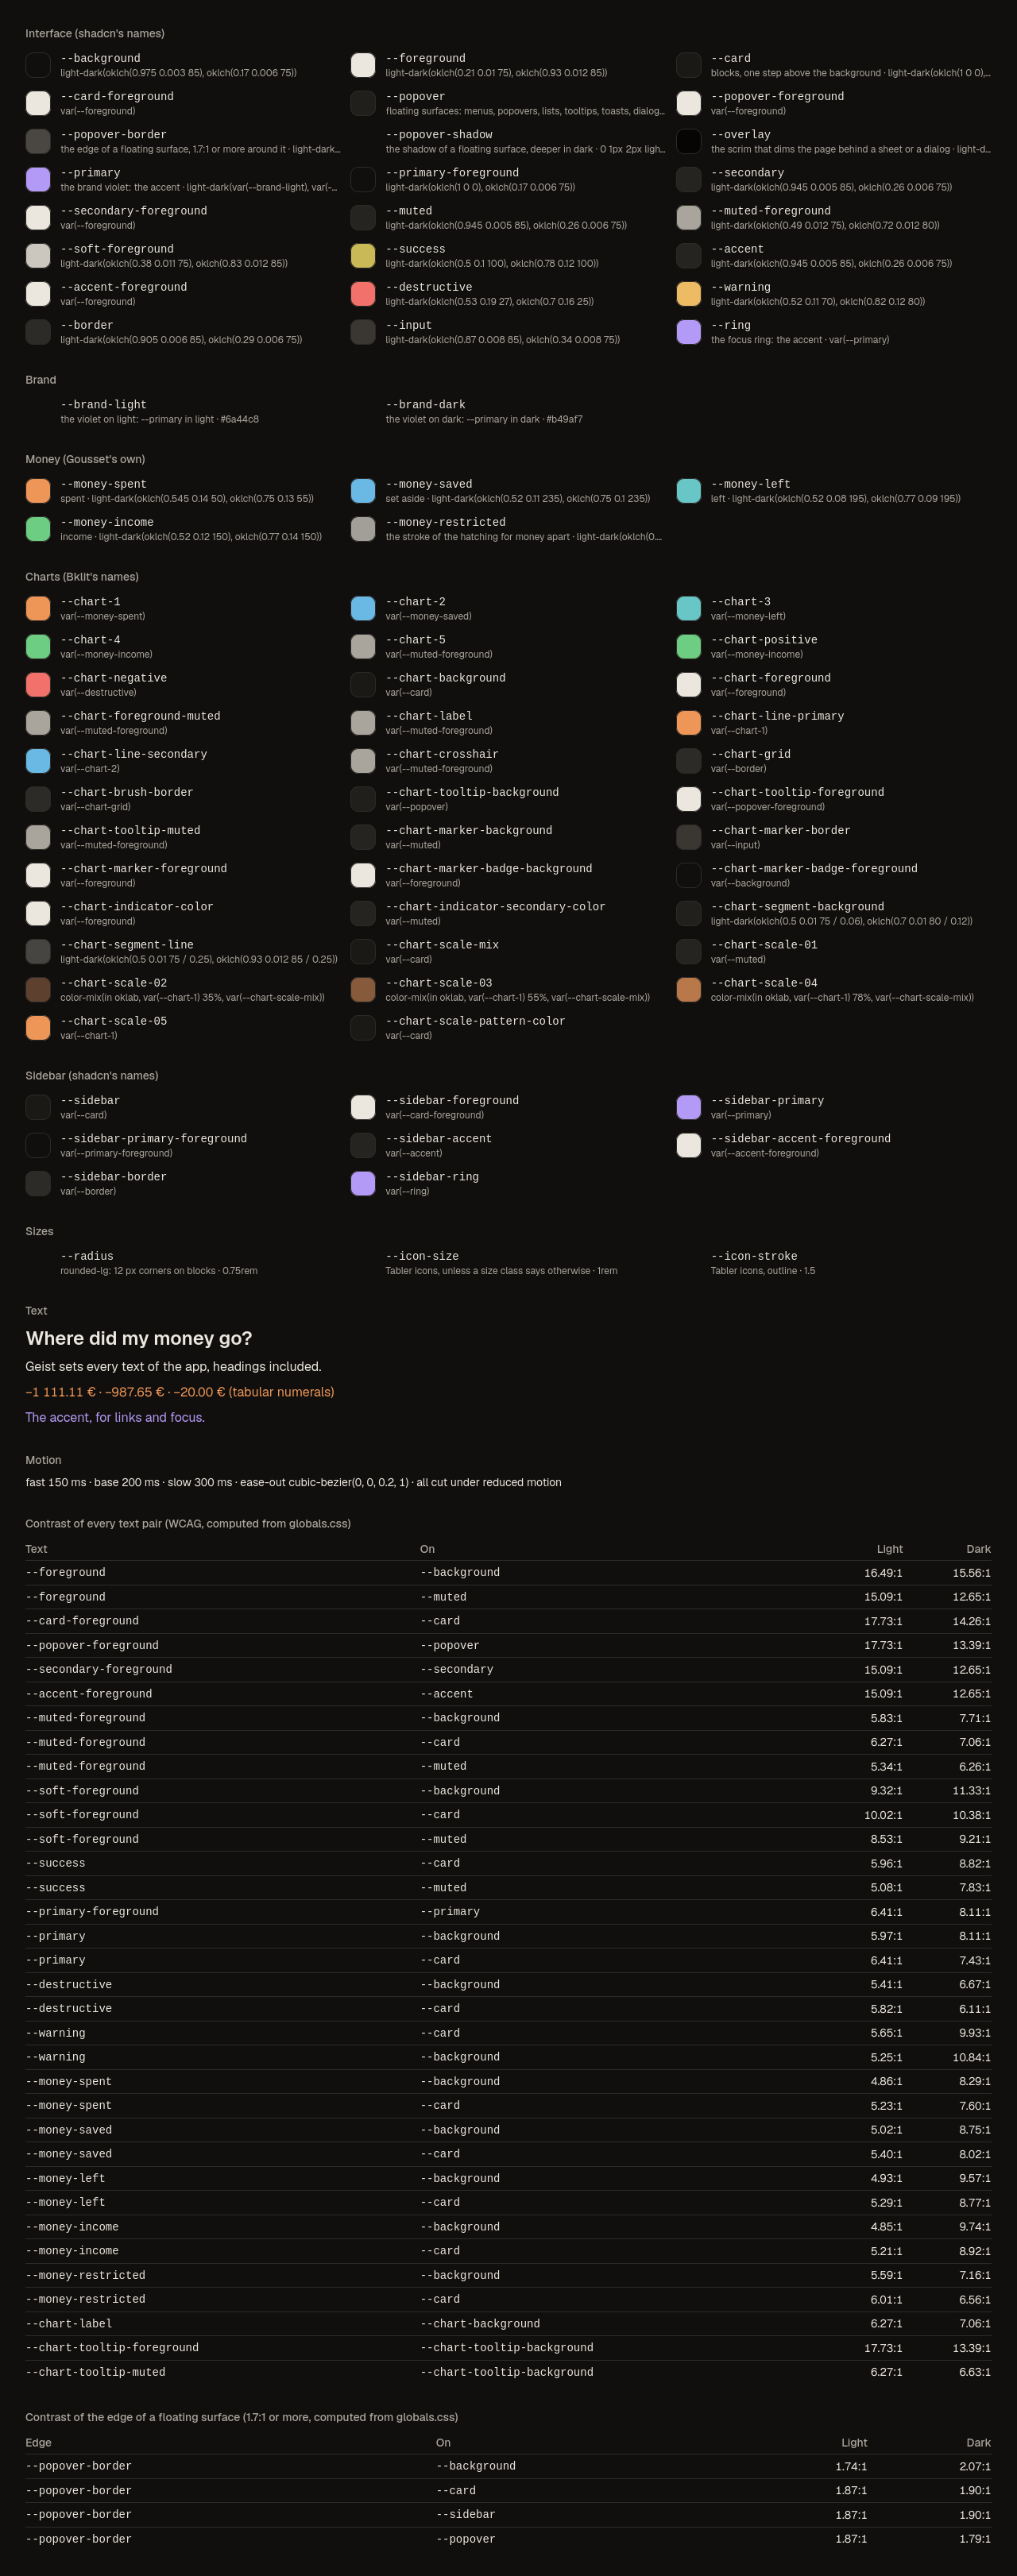 Interface (shadcn's names)
--background
light-dark(oklch(0.975 0.003 85), oklch(0.17 0.006 75))
--foreground
light-dark(oklch(0.21 0.01 75), oklch(0.93 0.012 85))
--card
blocks, one step above the background · light-dark(oklch(1 0 0),…
--card-foreground
var(--foreground)
--popover
floating surfaces: menus, popovers, lists, tooltips, toasts, dialog…
--popover-foreground
var(--foreground)
--popover-border
the edge of a floating surface, 1.7:1 or more around it · light-dark…
--popover-shadow
the shadow of a floating surface, deeper in dark · 0 1px 2px ligh…
--overlay
the scrim that dims the page behind a sheet or a dialog · light-d…
--primary
the brand violet: the accent · light-dark(var(--brand-light), var(-…
--primary-foreground
light-dark(oklch(1 0 0), oklch(0.17 0.006 75))
--secondary
light-dark(oklch(0.945 0.005 85), oklch(0.26 0.006 75))
--secondary-foreground
var(--foreground)
--muted
light-dark(oklch(0.945 0.005 85), oklch(0.26 0.006 75))
--muted-foreground
light-dark(oklch(0.49 0.012 75), oklch(0.72 0.012 80))
--soft-foreground
light-dark(oklch(0.38 0.011 75), oklch(0.83 0.012 85))
--success
light-dark(oklch(0.5 0.1 100), oklch(0.78 0.12 100))
--accent
light-dark(oklch(0.945 0.005 85), oklch(0.26 0.006 75))
--accent-foreground
var(--foreground)
--destructive
light-dark(oklch(0.53 0.19 27), oklch(0.7 0.16 25))
--warning
light-dark(oklch(0.52 0.11 70), oklch(0.82 0.12 80))
--border
light-dark(oklch(0.905 0.006 85), oklch(0.29 0.006 75))
--input
light-dark(oklch(0.87 0.008 85), oklch(0.34 0.008 75))
--ring
the focus ring: the accent · var(--primary)
Brand
--brand-light
the violet on light: --primary in light · #6a44c8
--brand-dark
the violet on dark: --primary in dark · #b49af7
Money (Gousset's own)
--money-spent
spent · light-dark(oklch(0.545 0.14 50), oklch(0.75 0.13 55))
--money-saved
set aside · light-dark(oklch(0.52 0.11 235), oklch(0.75 0.1 235))
--money-left
left · light-dark(oklch(0.52 0.08 195), oklch(0.77 0.09 195))
--money-income
income · light-dark(oklch(0.52 0.12 150), oklch(0.77 0.14 150))
--money-restricted
the stroke of the hatching for money apart · light-dark(oklch(0.…
Charts (Bklit's names)
--chart-1
var(--money-spent)
--chart-2
var(--money-saved)
--chart-3
var(--money-left)
--chart-4
var(--money-income)
--chart-5
var(--muted-foreground)
--chart-positive
var(--money-income)
--chart-negative
var(--destructive)
--chart-background
var(--card)
--chart-foreground
var(--foreground)
--chart-foreground-muted
var(--muted-foreground)
--chart-label
var(--muted-foreground)
--chart-line-primary
var(--chart-1)
--chart-line-secondary
var(--chart-2)
--chart-crosshair
var(--muted-foreground)
--chart-grid
var(--border)
--chart-brush-border
var(--chart-grid)
--chart-tooltip-background
var(--popover)
--chart-tooltip-foreground
var(--popover-foreground)
--chart-tooltip-muted
var(--muted-foreground)
--chart-marker-background
var(--muted)
--chart-marker-border
var(--input)
--chart-marker-foreground
var(--foreground)
--chart-marker-badge-background
var(--foreground)
--chart-marker-badge-foreground
var(--background)
--chart-indicator-color
var(--foreground)
--chart-indicator-secondary-color
var(--muted)
--chart-segment-background
light-dark(oklch(0.5 0.01 75 / 0.06), oklch(0.7 0.01 80 / 0.12))
--chart-segment-line
light-dark(oklch(0.5 0.01 75 / 0.25), oklch(0.93 0.012 85 / 0.25))
--chart-scale-mix
var(--card)
--chart-scale-01
var(--muted)
--chart-scale-02
color-mix(in oklab, var(--chart-1) 35%, var(--chart-scale-mix))
--chart-scale-03
color-mix(in oklab, var(--chart-1) 55%, var(--chart-scale-mix))
--chart-scale-04
color-mix(in oklab, var(--chart-1) 78%, var(--chart-scale-mix))
--chart-scale-05
var(--chart-1)
--chart-scale-pattern-color
var(--card)
Sidebar (shadcn's names)
--sidebar
var(--card)
--sidebar-foreground
var(--card-foreground)
--sidebar-primary
var(--primary)
--sidebar-primary-foreground
var(--primary-foreground)
--sidebar-accent
var(--accent)
--sidebar-accent-foreground
var(--accent-foreground)
--sidebar-border
var(--border)
--sidebar-ring
var(--ring)
Sizes
--radius
rounded-lg: 12 px corners on blocks · 0.75rem
--icon-size
Tabler icons, unless a size class says otherwise · 1rem
--icon-stroke
Tabler icons, outline · 1.5
Text
Where did my money go?
Geist sets every text of the app, headings included.
−1 111.11 € · −987.65 € · −20.00 € (tabular numerals)
The accent, for links and focus.
Motion
fast 150 ms · base 200 ms · slow 300 ms · ease-out cubic-bezier(0, 0, 0.2, 1) · all cut under reduced motion
Contrast of every text pair (WCAG, computed from globals.css)
Text On Light Dark
--foreground --background 16.49:1 15.56:1
--foreground --muted 15.09:1 12.65:1
--card-foreground --card 17.73:1 14.26:1
--popover-foreground --popover 17.73:1 13.39:1
--secondary-foreground --secondary 15.09:1 12.65:1
--accent-foreground --accent 15.09:1 12.65:1
--muted-foreground --background 5.83:1 7.71:1
--muted-foreground --card 6.27:1 7.06:1
--muted-foreground --muted 5.34:1 6.26:1
--soft-foreground --background 9.32:1 11.33:1
--soft-foreground --card 10.02:1 10.38:1
--soft-foreground --muted 8.53:1 9.21:1
--success --card 5.96:1 8.82:1
--success --muted 5.08:1 7.83:1
--primary-foreground --primary 6.41:1 8.11:1
--primary --background 5.97:1 8.11:1
--primary --card 6.41:1 7.43:1
--destructive --background 5.41:1 6.67:1
--destructive --card 5.82:1 6.11:1
--warning --card 5.65:1 9.93:1
--warning --background 5.25:1 10.84:1
--money-spent --background 4.86:1 8.29:1
--money-spent --card 5.23:1 7.60:1
--money-saved --background 5.02:1 8.75:1
--money-saved --card 5.40:1 8.02:1
--money-left --background 4.93:1 9.57:1
--money-left --card 5.29:1 8.77:1
--money-income --background 4.85:1 9.74:1
--money-income --card 5.21:1 8.92:1
--money-restricted --background 5.59:1 7.16:1
--money-restricted --card 6.01:1 6.56:1
--chart-label --chart-background 6.27:1 7.06:1
--chart-tooltip-foreground --chart-tooltip-background 17.73:1 13.39:1
--chart-tooltip-muted --chart-tooltip-background 6.27:1 6.63:1
Contrast of the edge of a floating surface (1.7:1 or more, computed from globals.css)
Edge On Light Dark
--popover-border --background 1.74:1 2.07:1
--popover-border --card 1.87:1 1.90:1
--popover-border --sidebar 1.87:1 1.90:1
--popover-border --popover 1.87:1 1.79:1